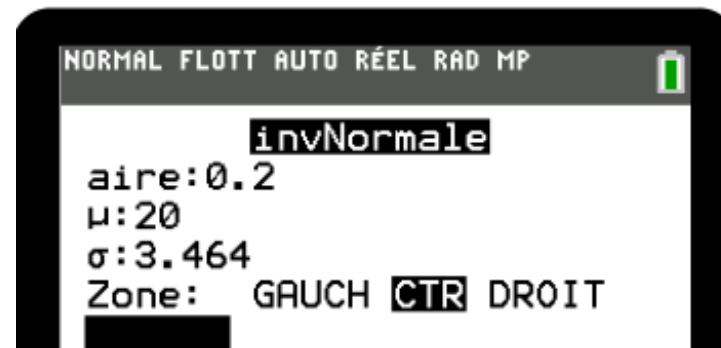 NORMAL FLOTT AUTO RÉEL RAD MP
invNormale
aire:0.2
μ:20
σ:3.464
Zone: GAUCH CTR DROIT